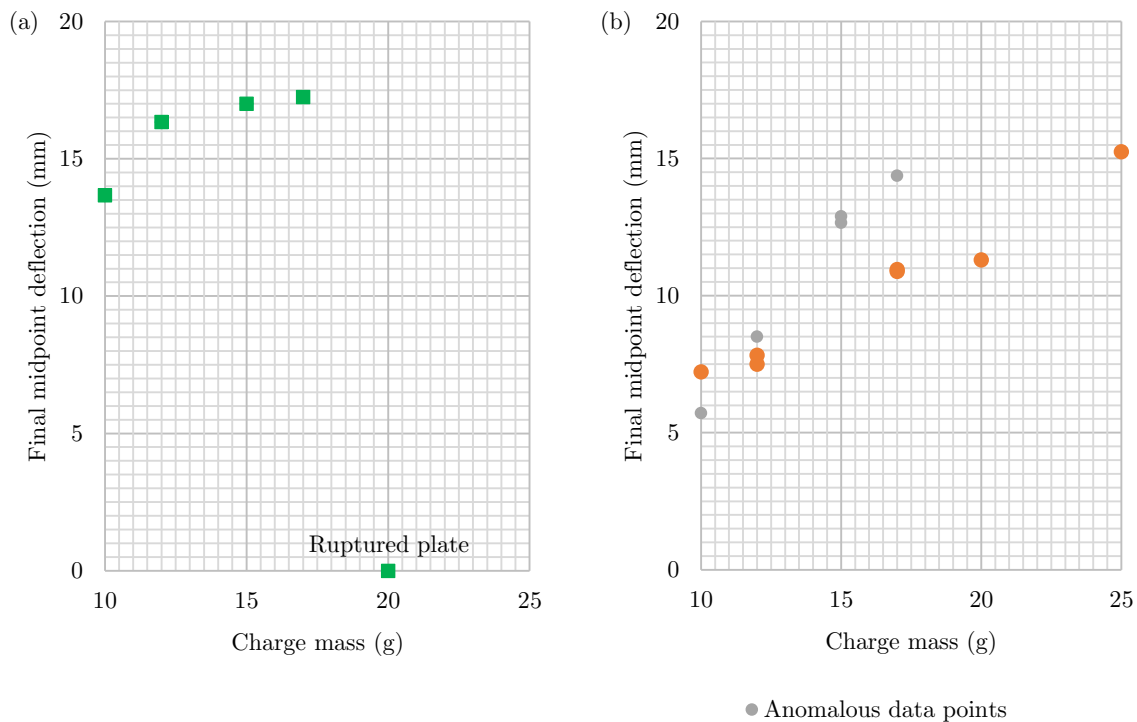 (a)
Final midpoint deflection (mm)
20
15
10
5
0
Ruptured plate
10 15 20 25
Charge mass (g)
(b)
Final midpoint deflection (mm)
20
15
10
5
0
10 15 20 25
Charge mass (g)
Anomalous data points